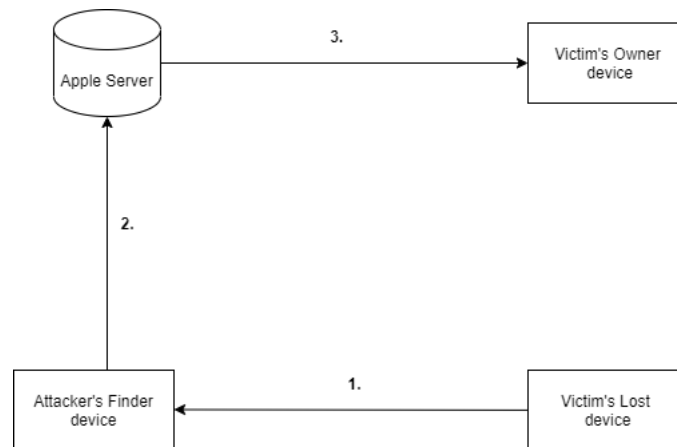 3.
Apple Server
Victim's Owner
device
2.
1.
Attacker's Finder
device
Victim's Lost
device